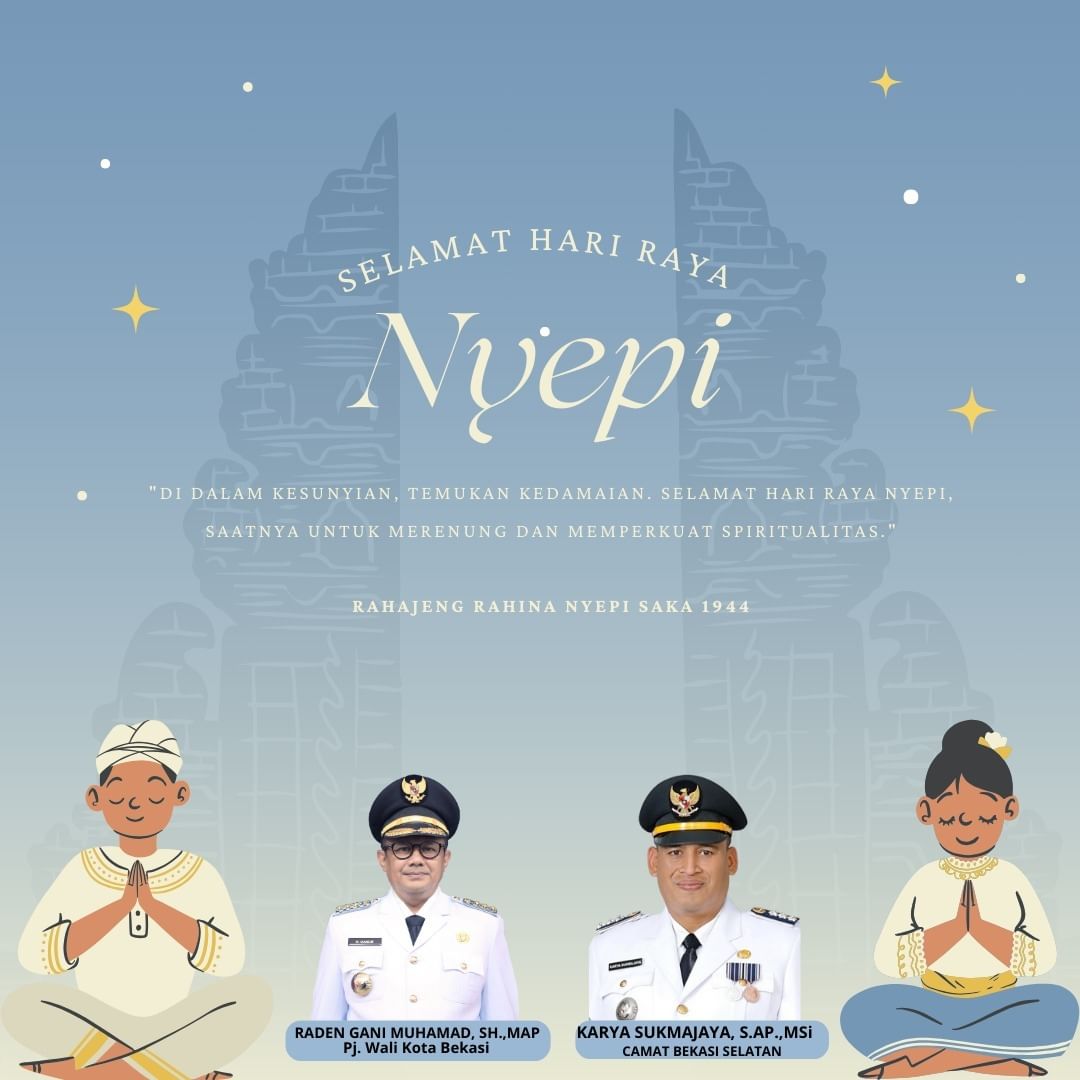 SELAMAT HARI RAYA
Nyepi
"DI DALAM KESUNYIAN, TEMUKAN KEDAMAIAN. SELAMAT HARI RAYA NYEPI,
SAATNYA UNTUK MERENUNG DAN MEMPERKUAT SPIRITUALITAS."
RAHAJENG RAHINA NYEPI SAKA 1944
RADEN GANI MUHAMAD, SH.,MAP
Pj. Wali Kota Bekasi
KARYA SUKMAJAYA, S.AP.,MSi
CAMAT BEKASI SELATAN